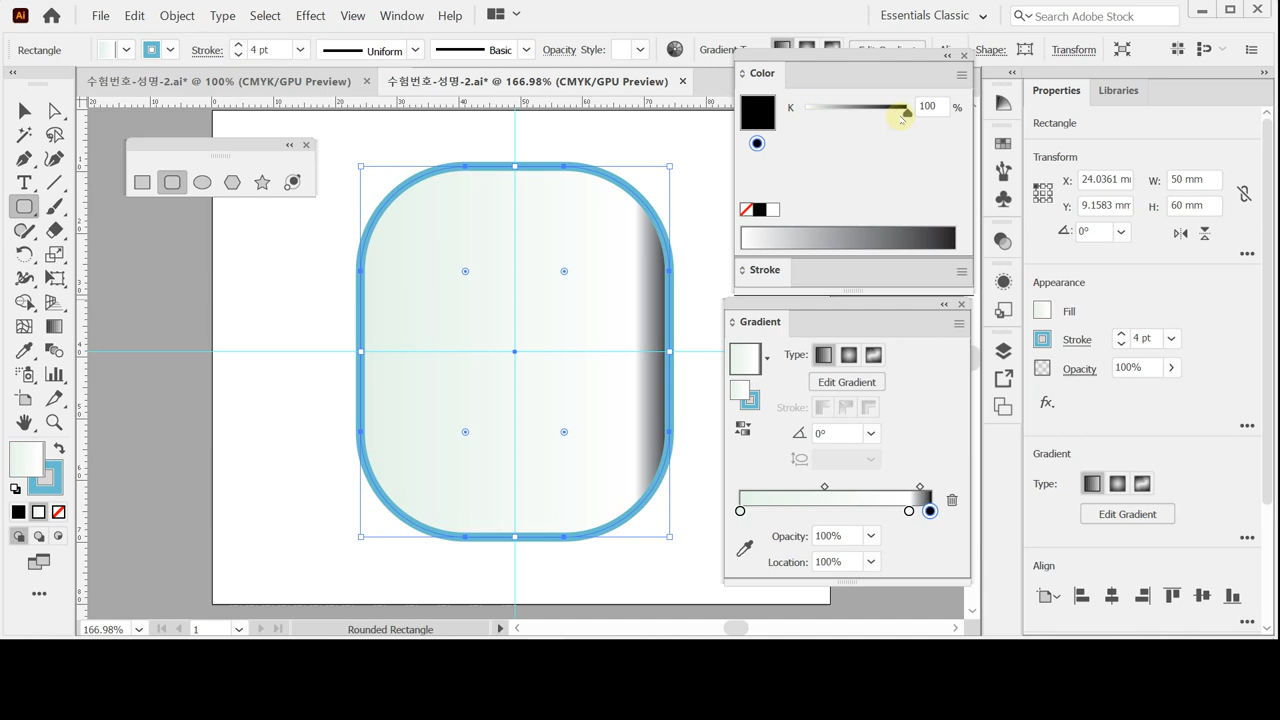 Ai File Edit Object Type Select Effect View Window Help Essentials Classic Search Adobe Stock
Rectangle Stroke: 4 pt Uniform Basic Opacity Style: Shape: Transform
수험번호-성명-2.ai* @ 100% (CMYK/GPU Preview) 수험번호-성명-2.ai* @ 166.98% (CMYK/GPU Preview)
Color
K 100 %
Stroke
Gradient
Type:
Edit Gradient
Stroke:
0°
Opacity: 100%
Location: 100%
Properties Libraries
Rectangle
Transform
X: 24.0361 mm W: 50 mm
Y: 9.1583 mm H: 60 mm
0°
Appearance
Fill
Stroke 4 pt
Opacity 100%
fx.
Gradient
Type:
Edit Gradient
Align
166.98% 1 Rounded Rectangle